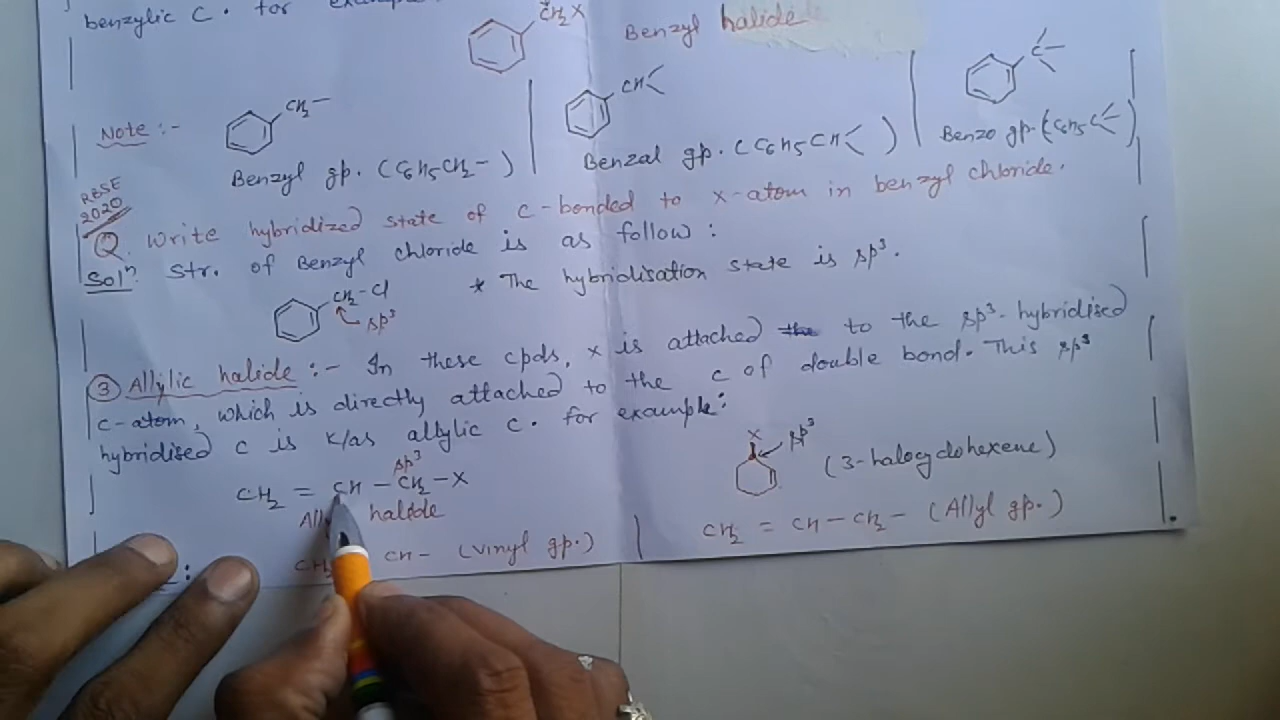 benzylic C. for example
CH₂X
Benzyl halide
Note :-
CH₂—
CH<
C
Benzyl gp. (C6H5CH₂-)
Benzal gp. (C6H5CH<)
Benzo gp. (C6H5C
)
RBSE
2020
Q. Write hybridized state of C-bonded to X-atom in benzyl chloride.
Solⁿ. Str. of Benzyl chloride is as follow :
CH₂-Cl
sp³
* The hybridisation state is sp³.
③ Allylic halide :- In these cpds, X is attached to the sp³-hybridised
C-atom, which is directly attached to the C of double bond. This sp³
hybridised C is k/as allylic C. for example:
sp³
CH₂ = CH - CH₂ - X
halide
X
sp³
(3-halocyclohexene)
CH- (Vinyl gp.)
CH₂ = CH-CH₂- (Allyl gp.)